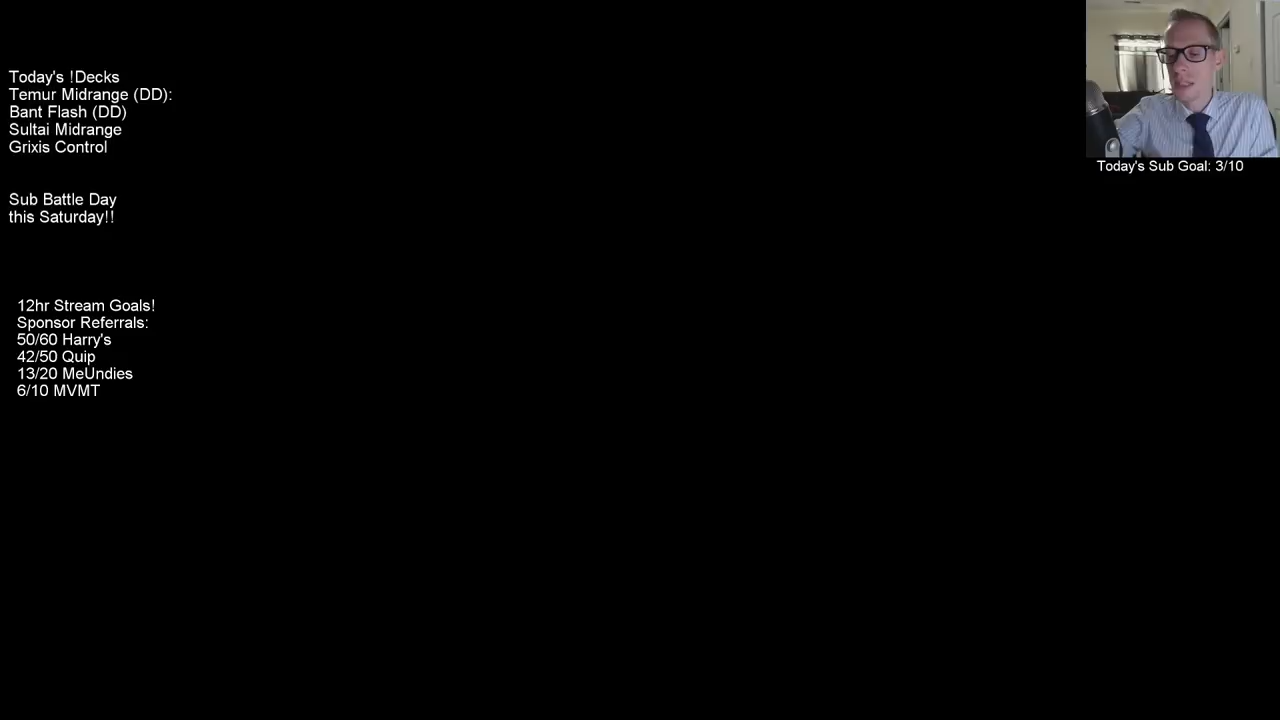 Today's !Decks
Temur Midrange (DD):
Bant Flash (DD)
Sultai Midrange
Grixis Control
Sub Battle Day
this Saturday!!
12hr Stream Goals!
Sponsor Referrals:
50/60 Harry's
42/50 Quip
13/20 MeUndies
6/10 MVMT
Today's Sub Goal: 3/10